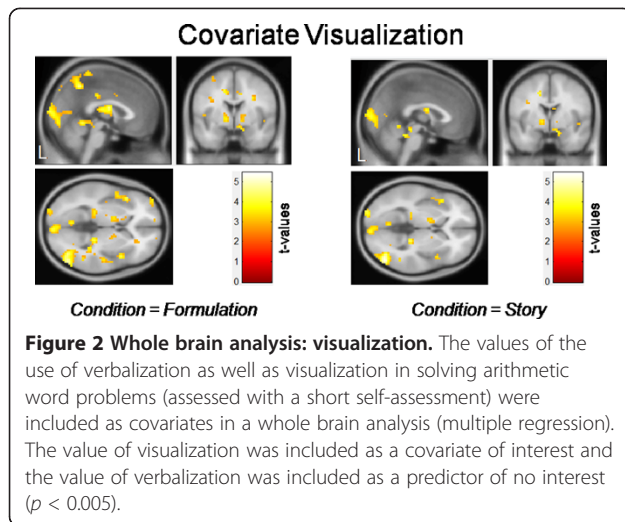 Covariate Visualization
L
5
4
3
2
1
0
t-values
5
4
3
2
1
0
t-values
Condition = Formulation
Condition = Story
Figure 2 Whole brain analysis: visualization. The values of the
use of verbalization as well as visualization in solving arithmetic
word problems (assessed with a short self-assessment) were
included as covariates in a whole brain analysis (multiple regression).
The value of visualization was included as a covariate of interest and
the value of verbalization was included as a predictor of no interest
(p < 0.005).